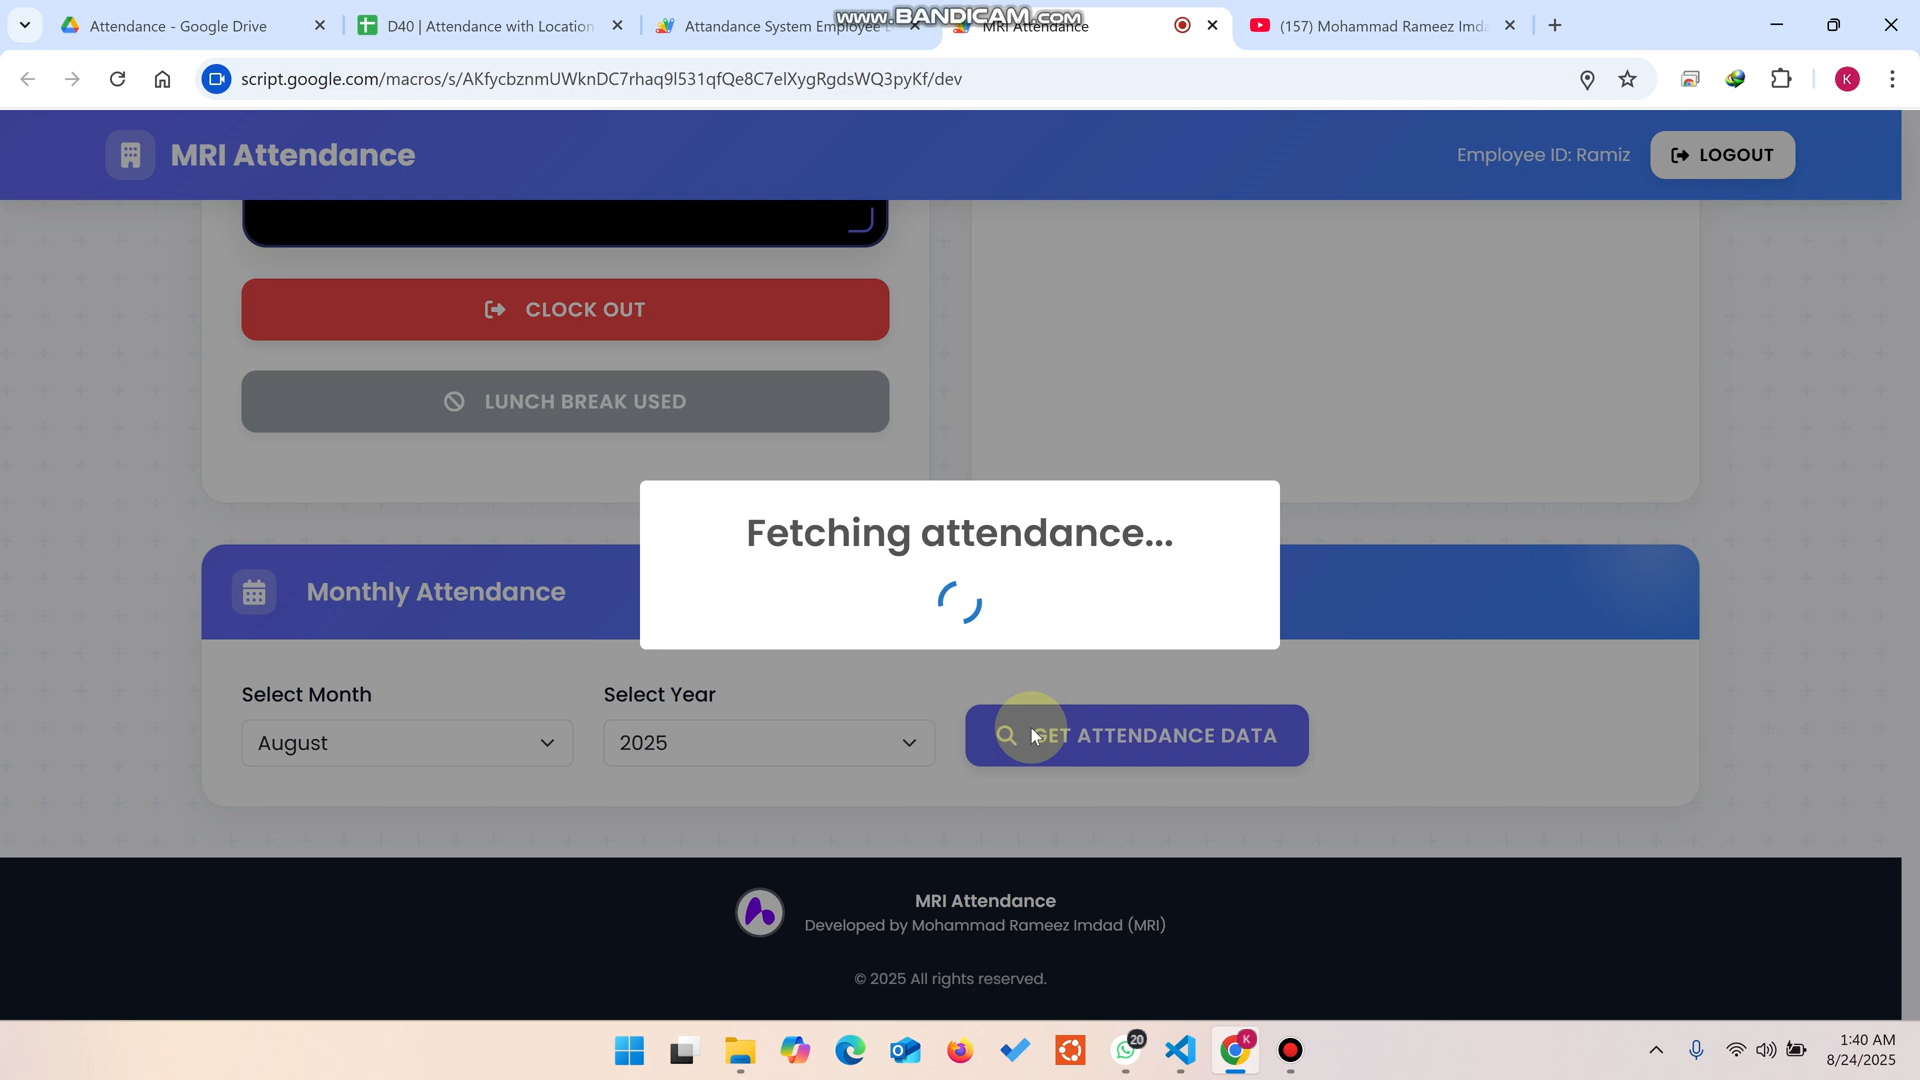 Attendance - Google Drive
D40 | Attendance with Location
Attandance System Employee
MRI Attendance
(157) Mohammad Rameez Imda
www.BANDICAM.com
script.google.com/macros/s/AKfycbznmUWknDC7rhaq9l531qfQe8C7elXygRgdsWQ3pyKf/dev
K
MRI Attendance
Employee ID: Ramiz
LOGOUT
CLOCK OUT
LUNCH BREAK USED
Fetching attendance...
Monthly Attendance
Select Month
Select Year
August
2025
GET ATTENDANCE DATA
MRI Attendance
Developed by Mohammad Rameez Imdad (MRI)
© 2025 All rights reserved.
20
K
1:40 AM
8/24/2025